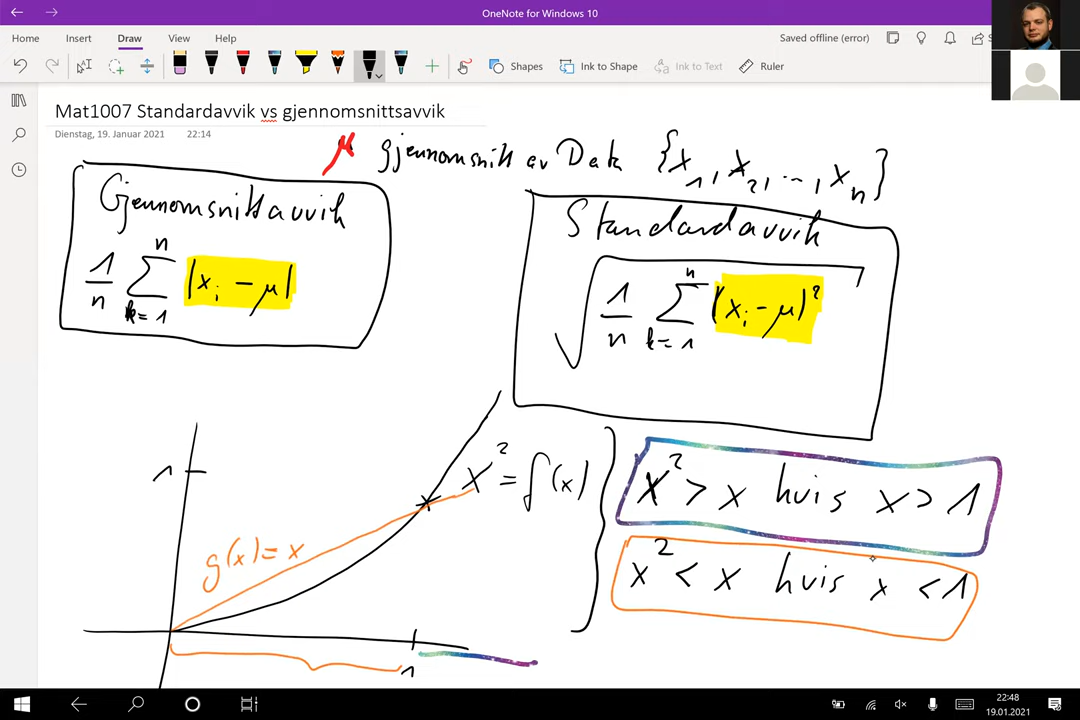 OneNote for Windows 10
Home Insert Draw View Help
Saved offline (error)
Shapes Ink to Shape Ink to Text Ruler
Mat1007 Standardavvik vs gjennomsnittsavvik
Dienstag, 19. Januar 2021 22:14
μ gjennomsnitt av Data {x₁, x₂, ..., xₙ}
Gjennomsnittavvik
1/n ∑_{k=1}^{n} |xᵢ - μ|
Standardavvik
√(1/n ∑_{k=1}^{n} (xᵢ - μ)²)
1
x² = f(x)
g(x) = x
1
x² > x hvis x > 1
x² < x hvis x < 1
22:48
19.01.2021